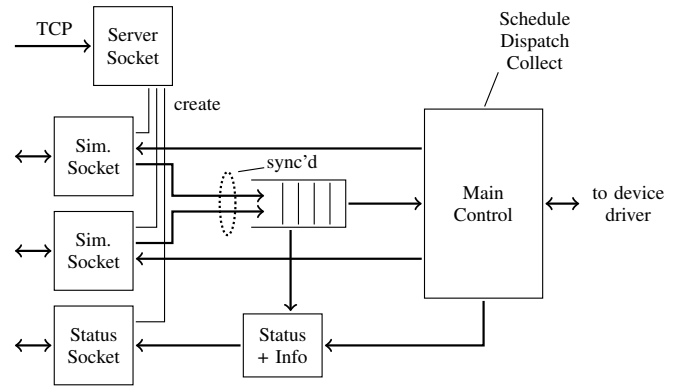 TCP
Server
Socket
Schedule
Dispatch
Collect
create
Sim.
Socket
sync'd
Main
Control
to device
driver
Sim.
Socket
Status
Socket
Status
+ Info